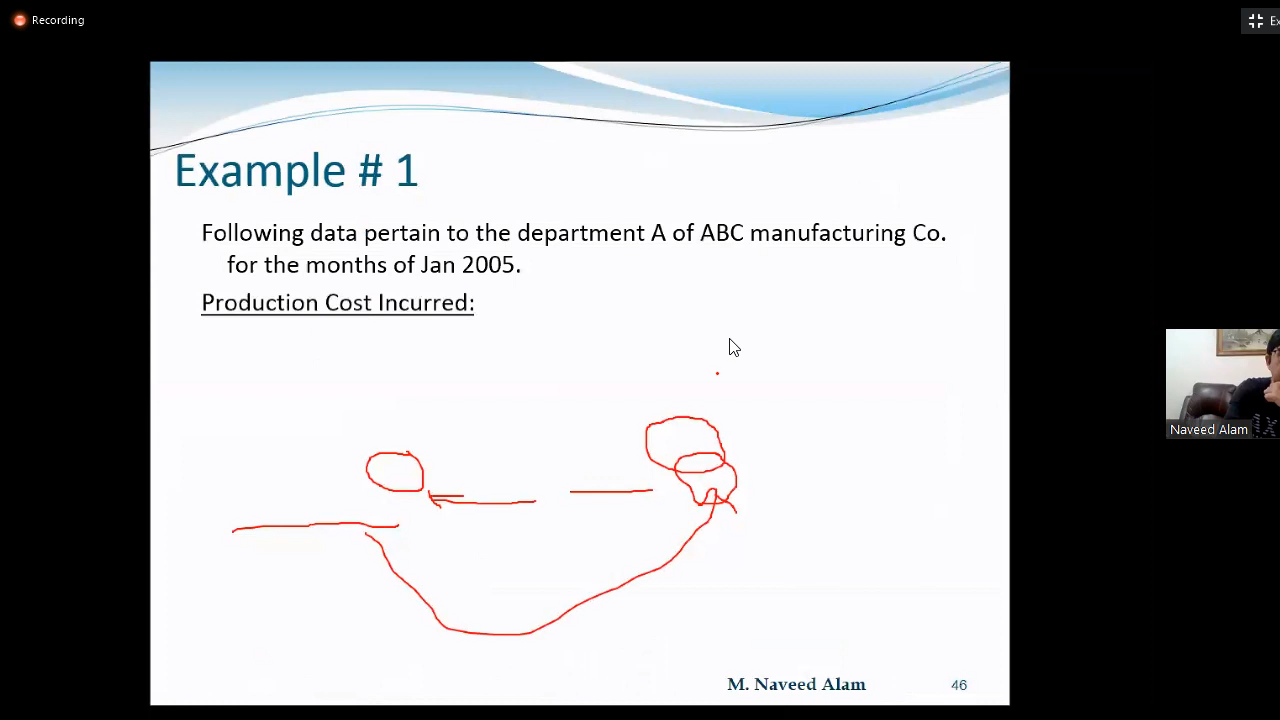 Recording
Ex
Example # 1
Following data pertain to the department A of ABC manufacturing Co.
for the months of Jan 2005.
Production Cost Incurred:
Naveed Alam
M. Naveed Alam
46